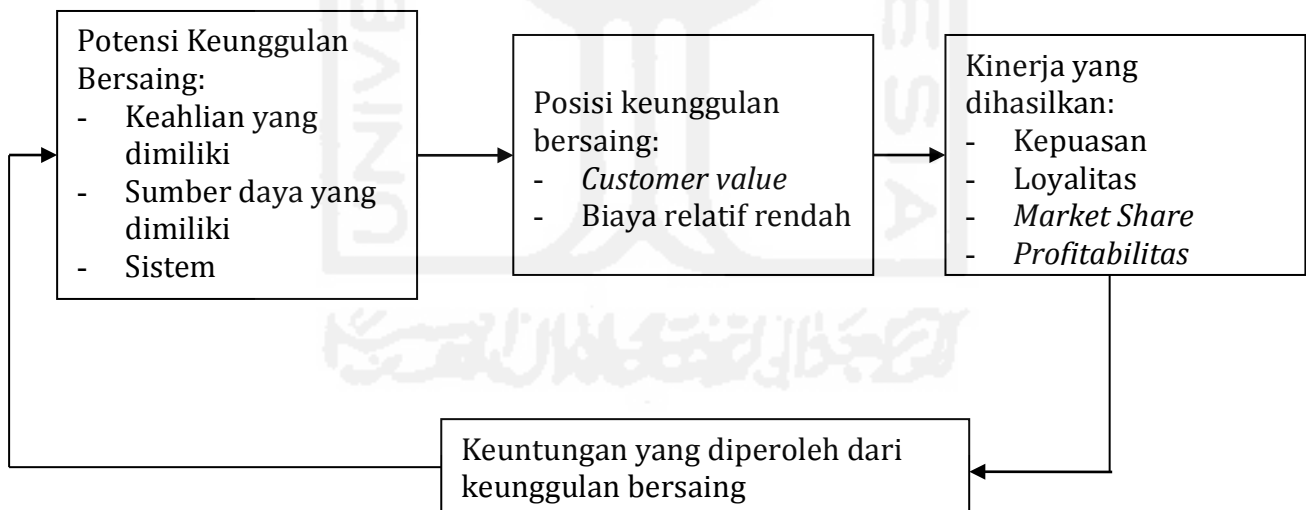 Potensi Keunggulan
Bersaing:
- Keahlian yang
dimiliki
- Sumber daya yang
dimiliki
- Sistem
Posisi keunggulan
bersaing:
- Customer value
- Biaya relatif rendah
Kinerja yang
dihasilkan:
- Kepuasan
- Loyalitas
- Market Share
- Profitabilitas
Keuntungan yang diperoleh dari
keunggulan bersaing